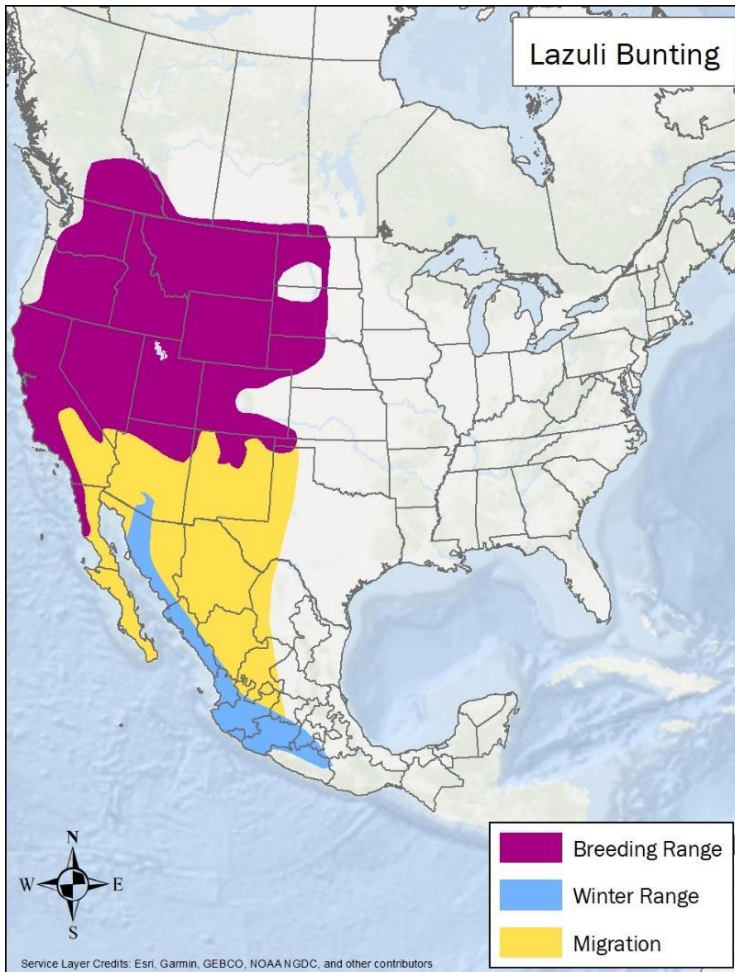 Lazuli Bunting
N
W E
S
Breeding Range
Winter Range
Migration
Service Layer Credits: Esri, Garmin, GEBCO, NOAA NGDC, and other contributors